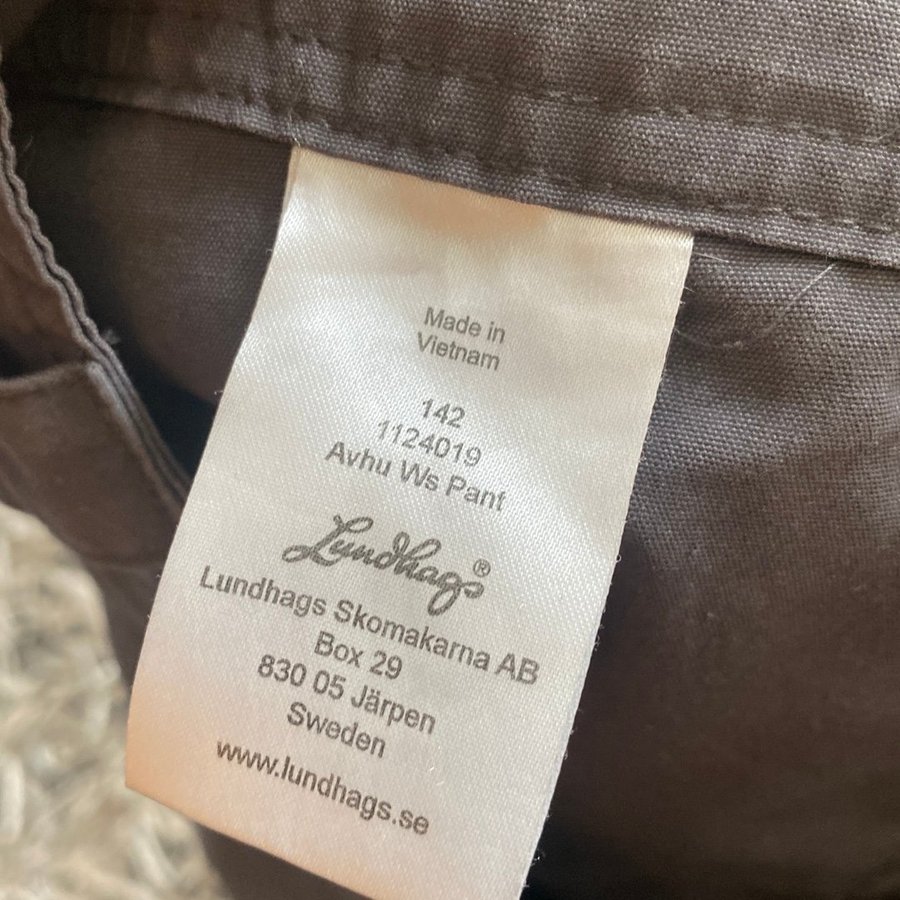 Made in
Vietnam
142
1124019
Avhu Ws Pant
Lundhags®
Lundhags Skomakarna AB
Box 29
830 05 Järpen
Sweden
www.lundhags.se